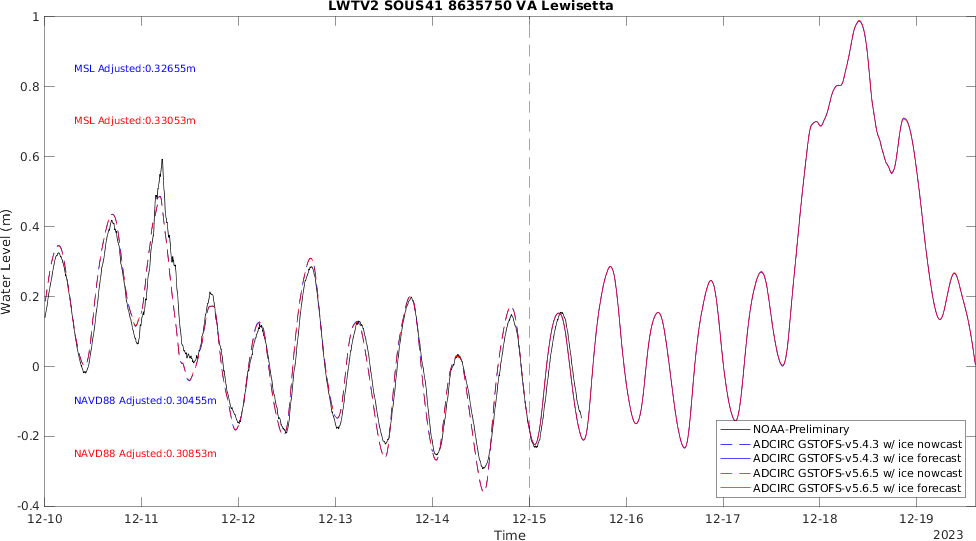 LWTV2 SOUS41 8635750 VA Lewisetta
1
0.8
0.6
0.4
0.2
0
-0.2
-0.4
Water Level (m)
MSL Adjusted:0.32655m
MSL Adjusted:0.33053m
NAVD88 Adjusted:0.30455m
NAVD88 Adjusted:0.30853m
NOAA-Preliminary
ADCIRC GSTOFS-v5.4.3 w/ ice nowcast
ADCIRC GSTOFS-v5.4.3 w/ ice forecast
ADCIRC GSTOFS-v5.6.5 w/ ice nowcast
ADCIRC GSTOFS-v5.6.5 w/ ice forecast
12-10 12-11 12-12 12-13 12-14 12-15 12-16 12-17 12-18 12-19
Time
2023